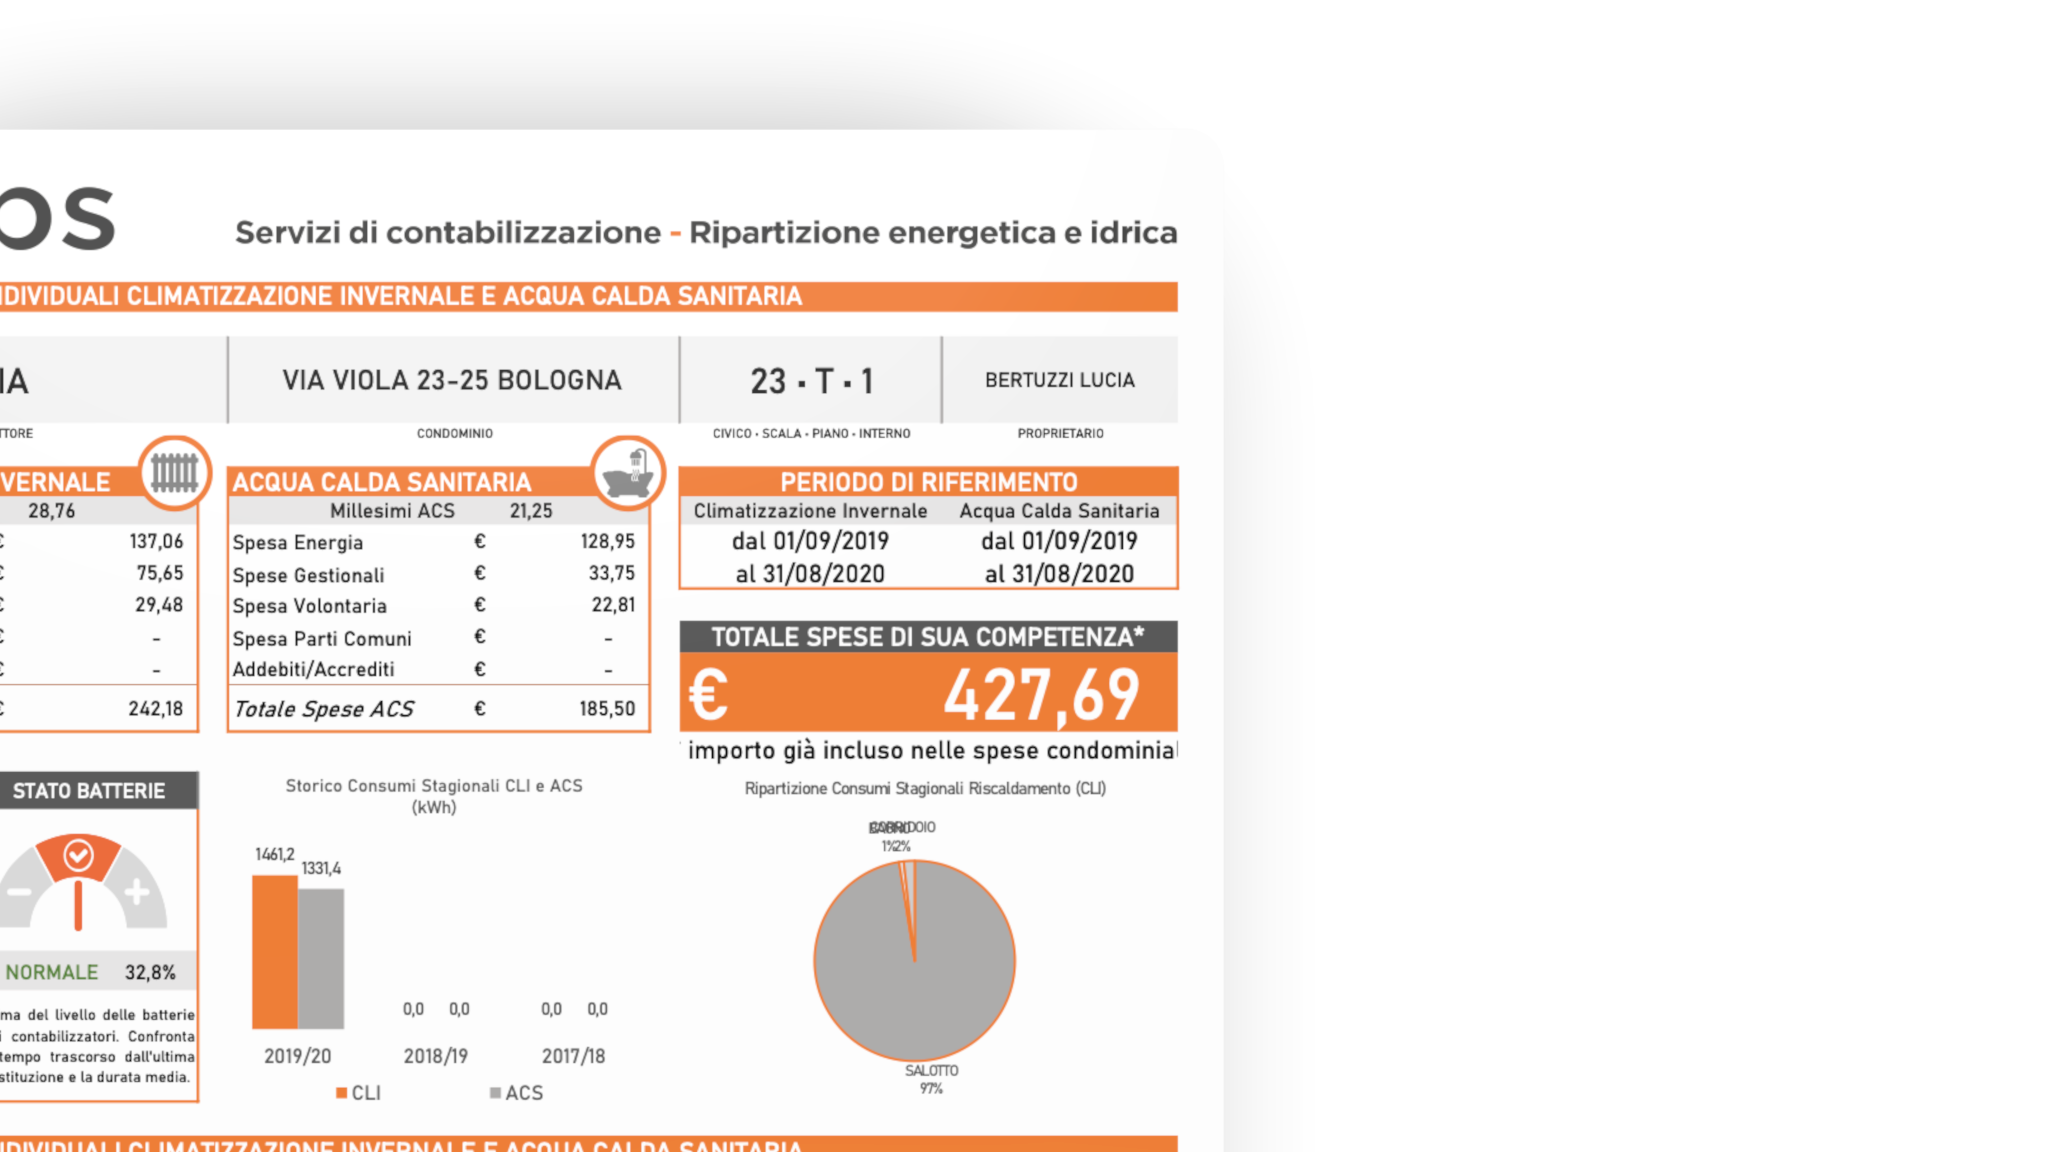 os
Servizi di contabilizzazione - Ripartizione energetica e idrica
NDIVIDUALI CLIMATIZZAZIONE INVERNALE E ACQUA CALDA SANITARIA
IA
VIA VIOLA 23-25 BOLOGNA
23 · T · 1
BERTUZZI LUCIA
TTORE
CONDOMINIO
CIVICO · SCALA · PIANO · INTERNO
PROPRIETARIO
VERNALE
28,76
€ 137,06
€ 75,65
€ 29,48
€ -
€ -
€ 242,18
ACQUA CALDA SANITARIA
Millesimi ACS 21,25
Spesa Energia € 128,95
Spese Gestionali € 33,75
Spesa Volontaria € 22,81
Spesa Parti Comuni € -
Addebiti/Accrediti € -
Totale Spese ACS € 185,50
PERIODO DI RIFERIMENTO
Climatizzazione Invernale Acqua Calda Sanitaria
dal 01/09/2019 dal 01/09/2019
al 31/08/2020 al 31/08/2020
TOTALE SPESE DI SUA COMPETENZA*
€ 427,69
importo già incluso nelle spese condominial
STATO BATTERIE
NORMALE 32,8%
ma del livello delle batterie
i contabilizzatori. Confronta
tempo trascorso dall'ultima
stituzione e la durata media.
Storico Consumi Stagionali CLI e ACS
(kWh)
1461,2
1331,4
0,0 0,0 0,0 0,0
2019/20 2018/19 2017/18
CLI ACS
Ripartizione Consumi Stagionali Riscaldamento (CLI)
CORRIDOIO
1% 2%
SALOTTO
97%
NDIVIDUALI CLIMATIZZAZIONE INVERNALE E ACQUA CALDA SANITARIA